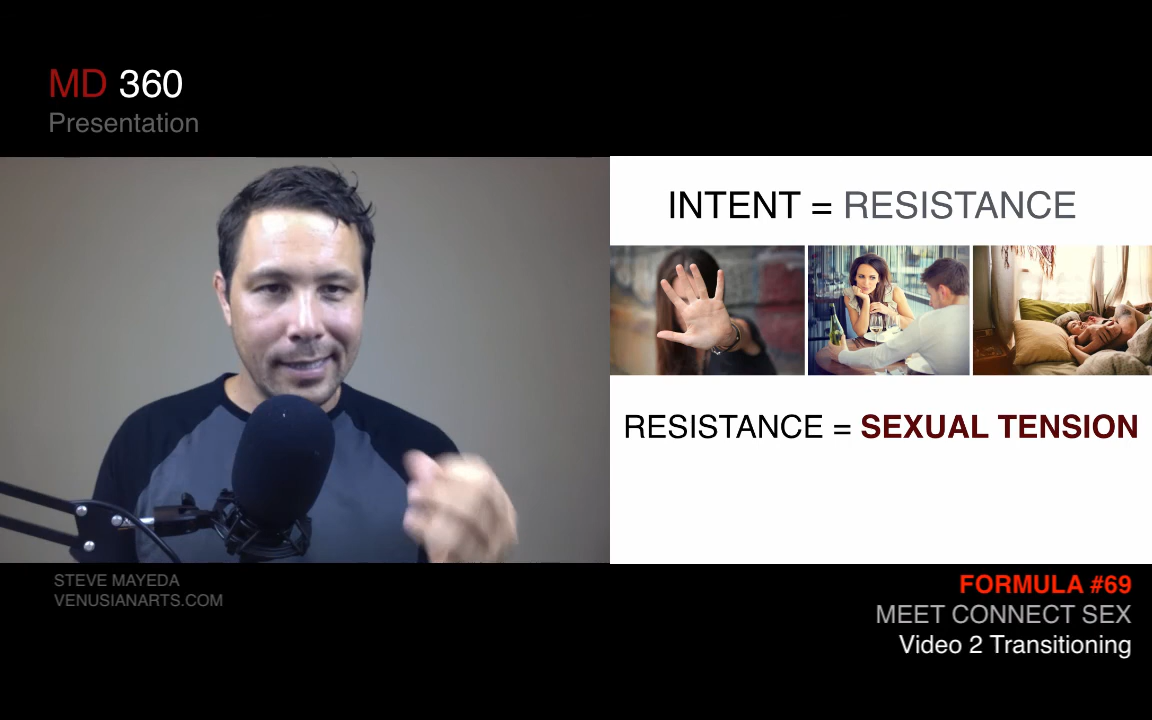 MD 360
Presentation
INTENT = RESISTANCE
RESISTANCE = SEXUAL TENSION
STEVE MAYEDA
VENUSIANARTS.COM
FORMULA #69
MEET CONNECT SEX
Video 2 Transitioning